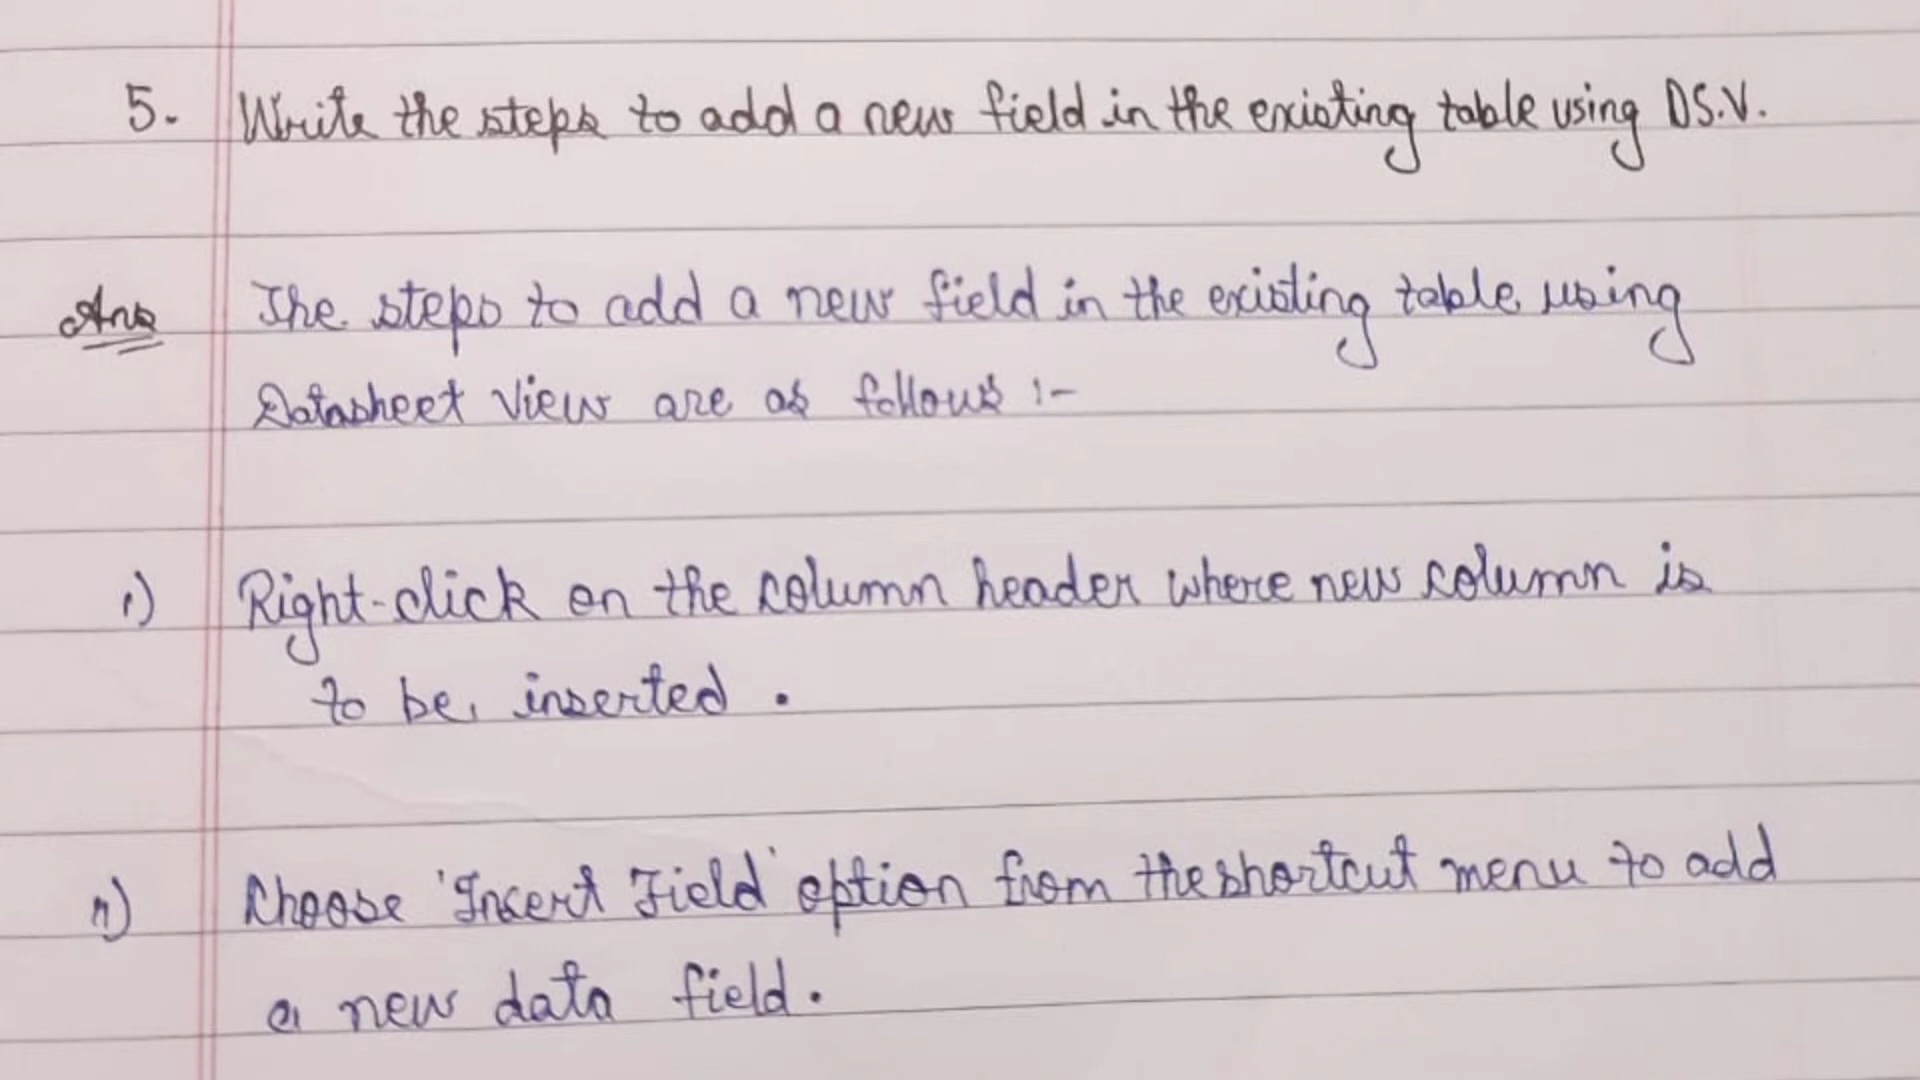 5. Write the steps to add a new field in the existing table using DS.V.
Ans The steps to add a new field in the existing table using
Datasheet View are as follows :-
i) Right-click on the column header where new column is
to be inserted .
ii) Choose 'Insert Field' option from the shortcut menu to add
a new data field.